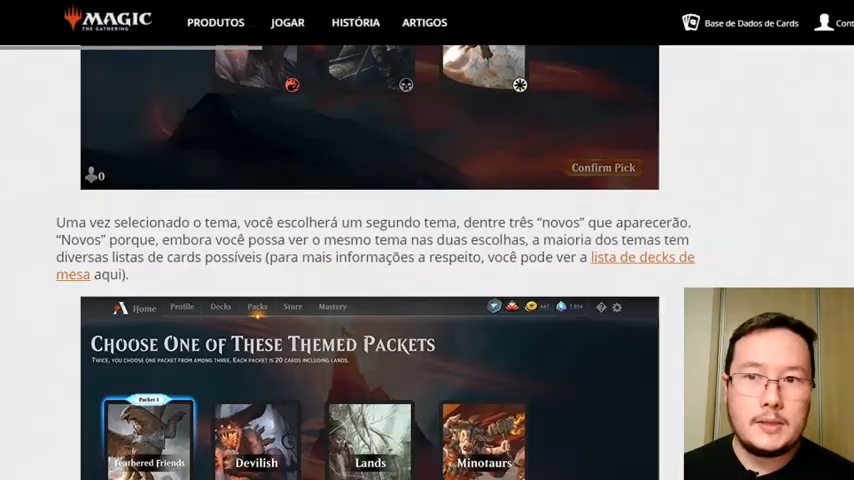 MAGIC
THE GATHERING
PRODUTOS
JOGAR
HISTÓRIA
ARTIGOS
Base de Dados de Cards
Cont
0
Confirm Pick
Uma vez selecionado o tema, você escolherá um segundo tema, dentre três “novos” que aparecerão.
“Novos” porque, embora você possa ver o mesmo tema nas duas escolhas, a maioria dos temas tem
diversas listas de cards possíveis (para mais informações a respeito, você pode ver a lista de decks de
mesa aqui).
Home
Profile
Decks
Packs
Store
Mastery
CHOOSE ONE OF THESE THEMED PACKETS
TWICE, YOU CHOOSE ONE PACKET FROM AMONG THREE. EACH PACKET IS 20 CARDS INCLUDING LANDS.
Packet 1
Feathered Friends
Devilish
Lands
Minotaurs